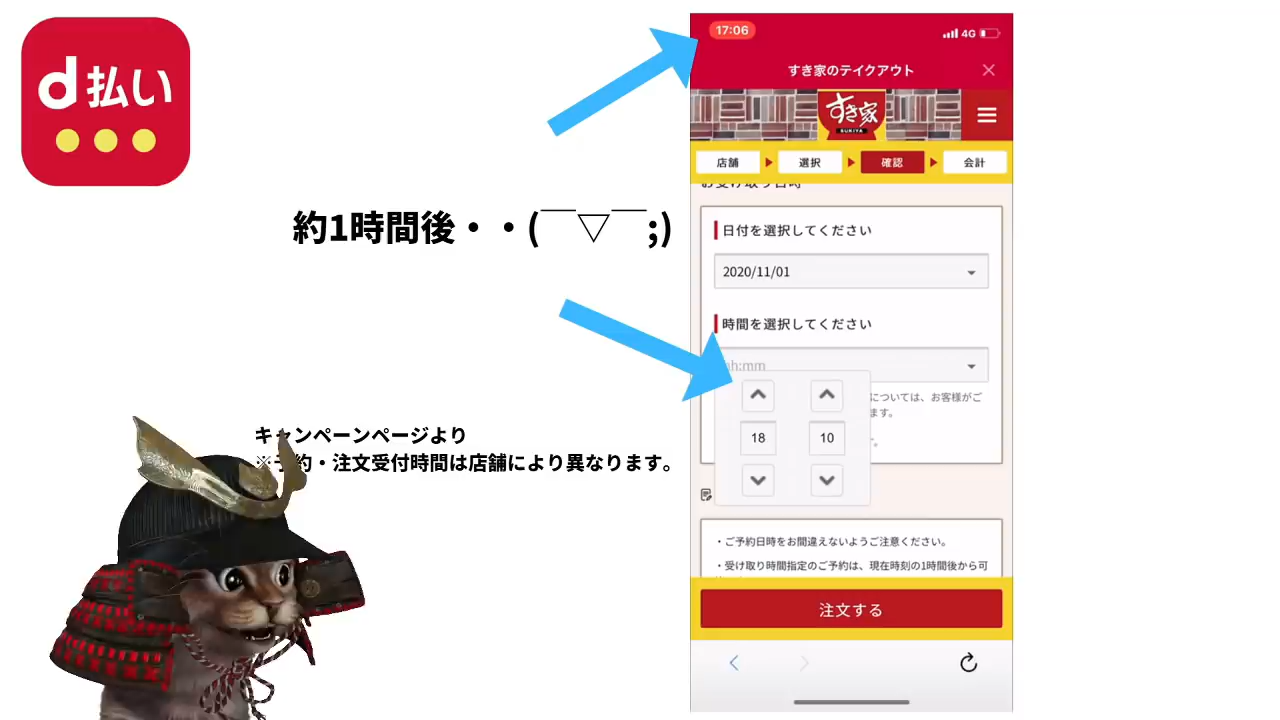 d払い
約1時間後・・(￣▽￣;)
キャンペーンページより
※予約・注文受付時間は店舗により異なります。
17:06
4G
すき家のテイクアウト
すき家
SUKIYA
店舗 選択 確認 会計
お受け取り日時
日付を選択してください
2020/11/01
時間を選択してください
hh:mm
については、お客様がご
ます。
18 10
・ご予約日時をお間違えないようご注意ください。
・受け取り時間指定のご予約は、現在時刻の1時間後から可
注文する